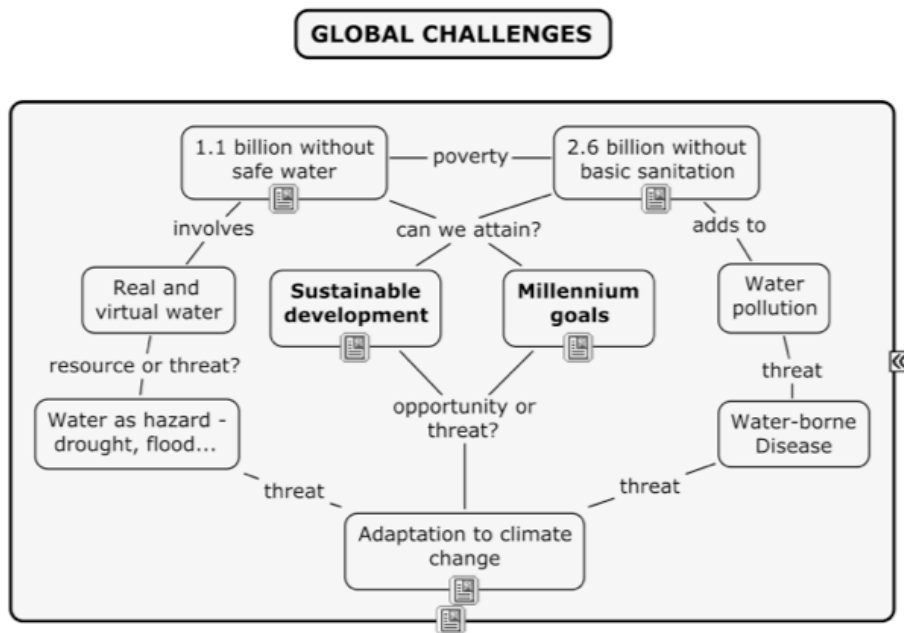 GLOBAL CHALLENGES
1.1 billion without
safe water
poverty
2.6 billion without
basic sanitation
involves
can we attain?
adds to
Real and
virtual water
Sustainable
development
Millennium
goals
Water
pollution
resource or threat?
threat
Water as hazard -
drought, flood...
opportunity or
threat?
Water-borne
Disease
threat
threat
Adaptation to climate
change